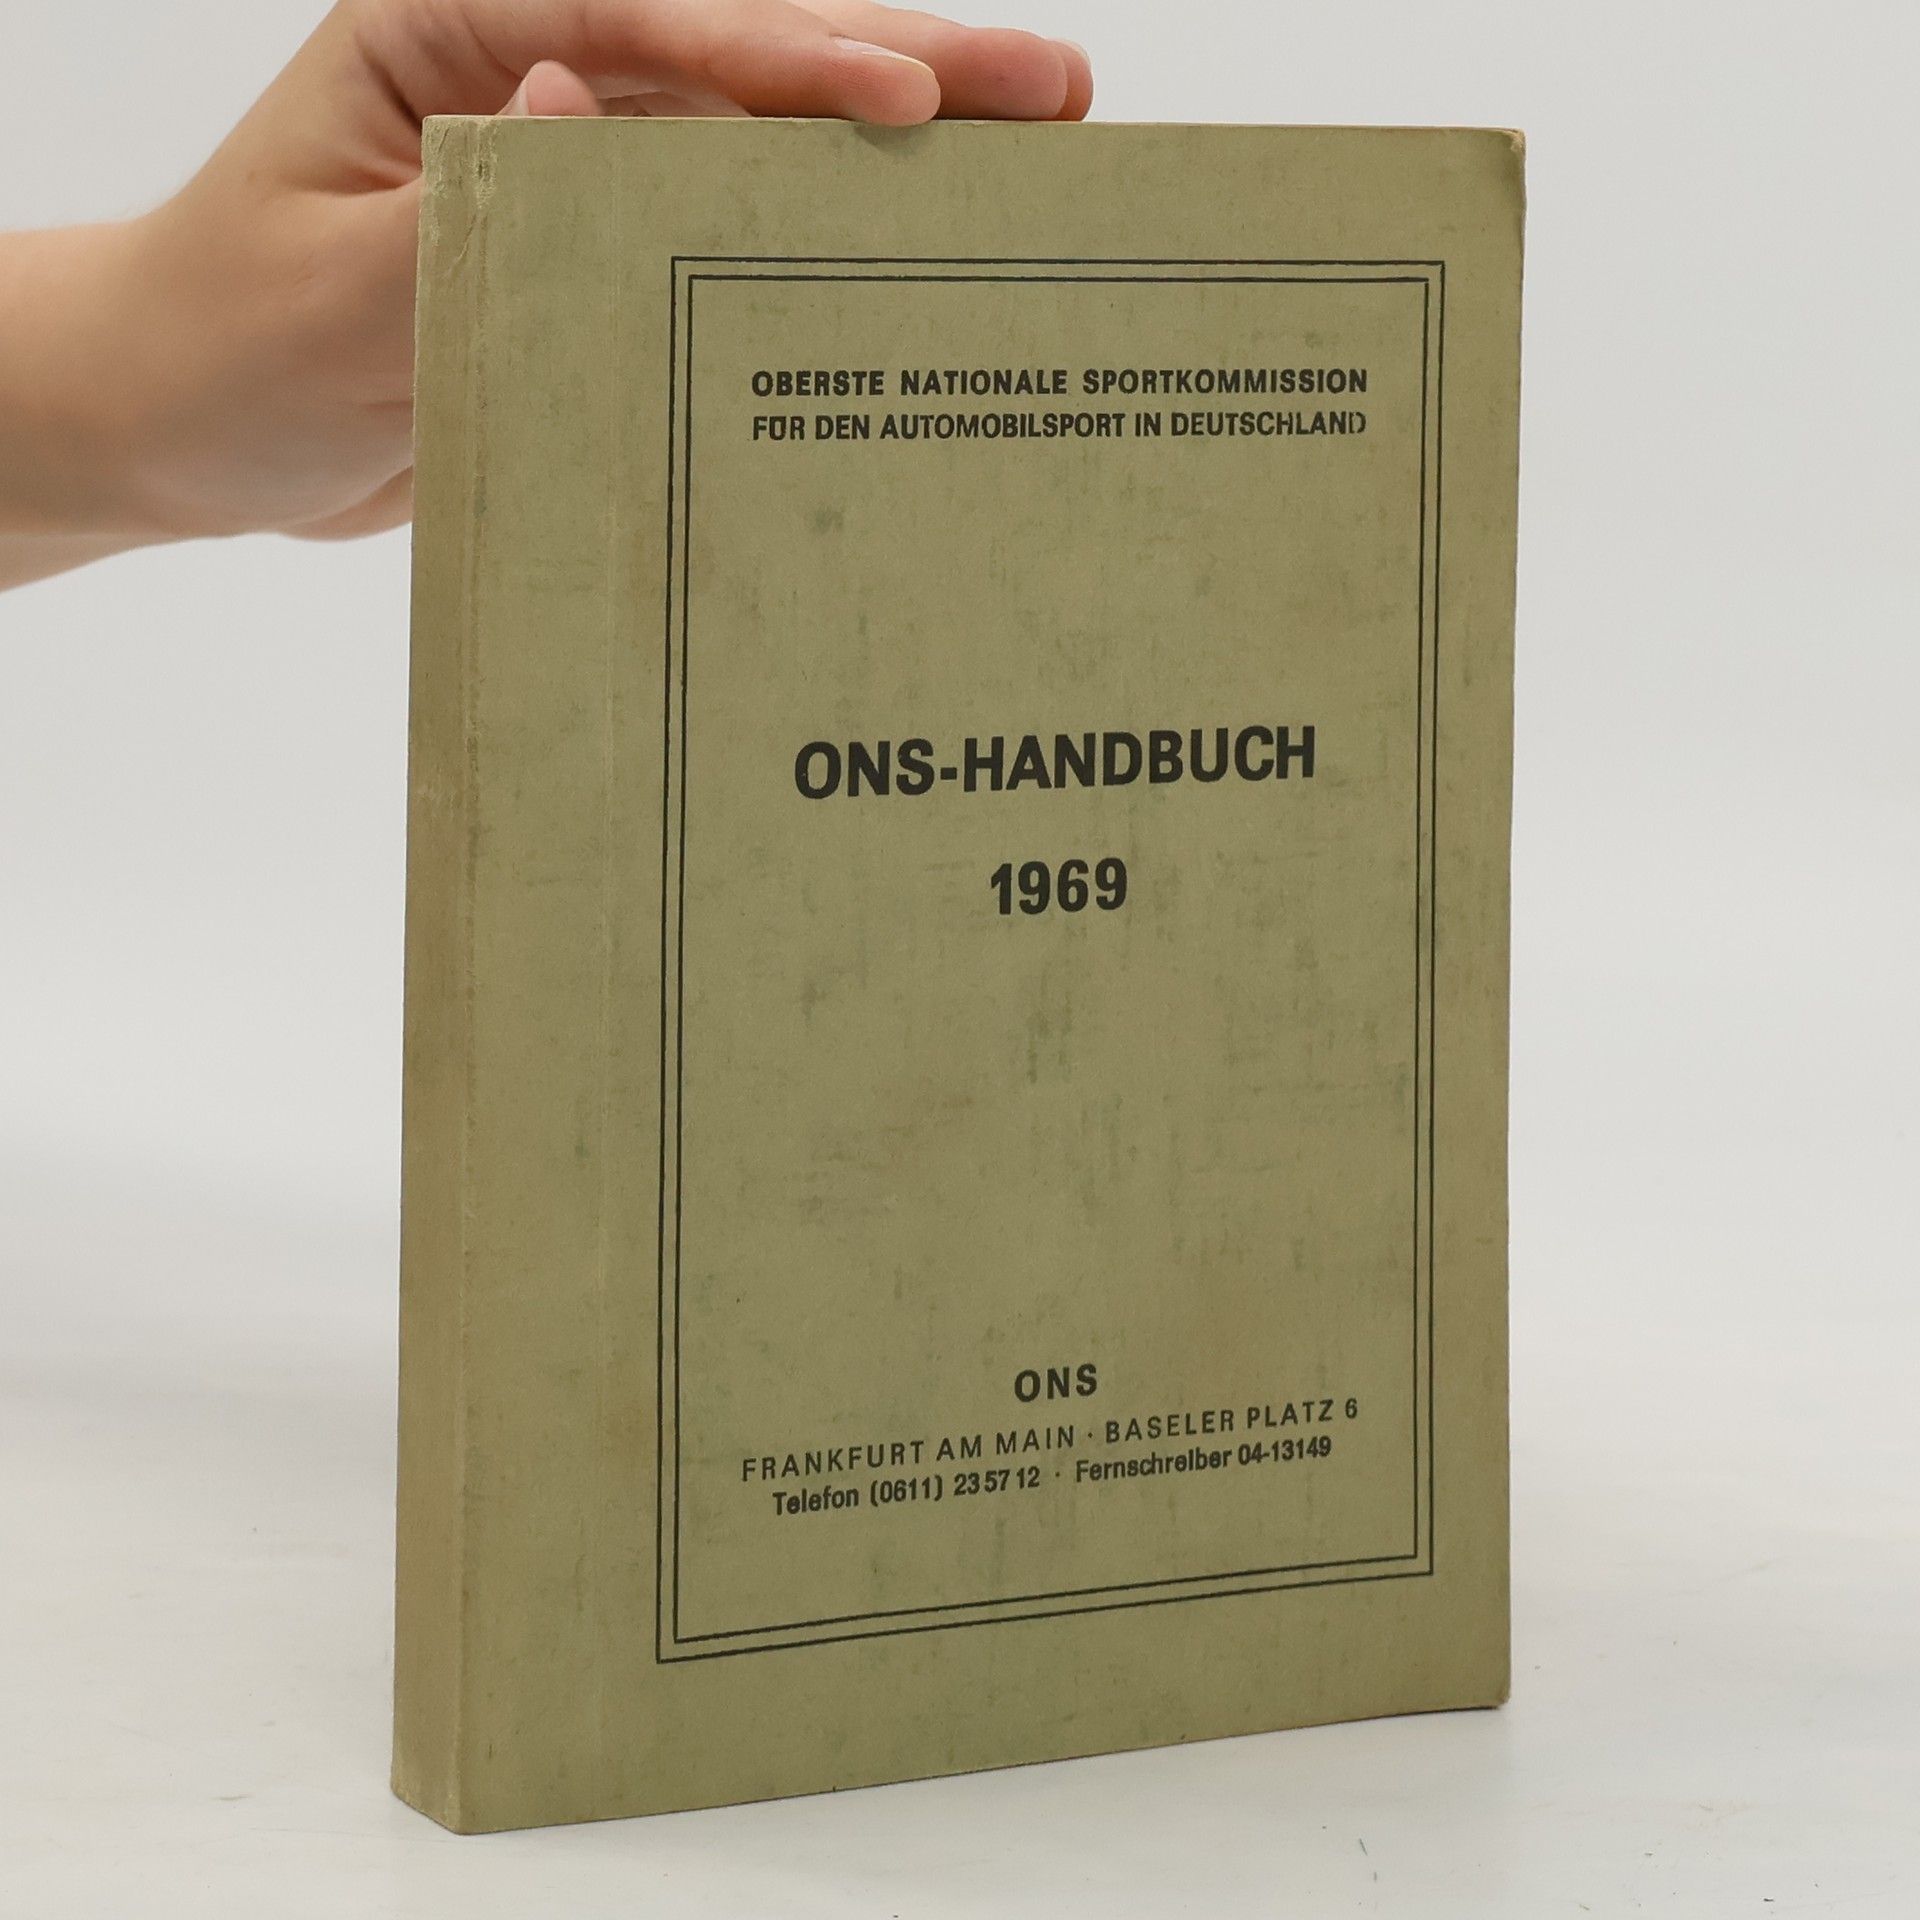 OBERSTE NATIONALE SPORTKOMMISSION
FÜR DEN AUTOMOBILSPORT IN DEUTSCHLAND
ONS-HANDBUCH
1969
ONS
FRANKFURT AM MAIN · BASELER PLATZ 6
Telefon (0611) 23 57 12 · Fernschreiber 04-13149